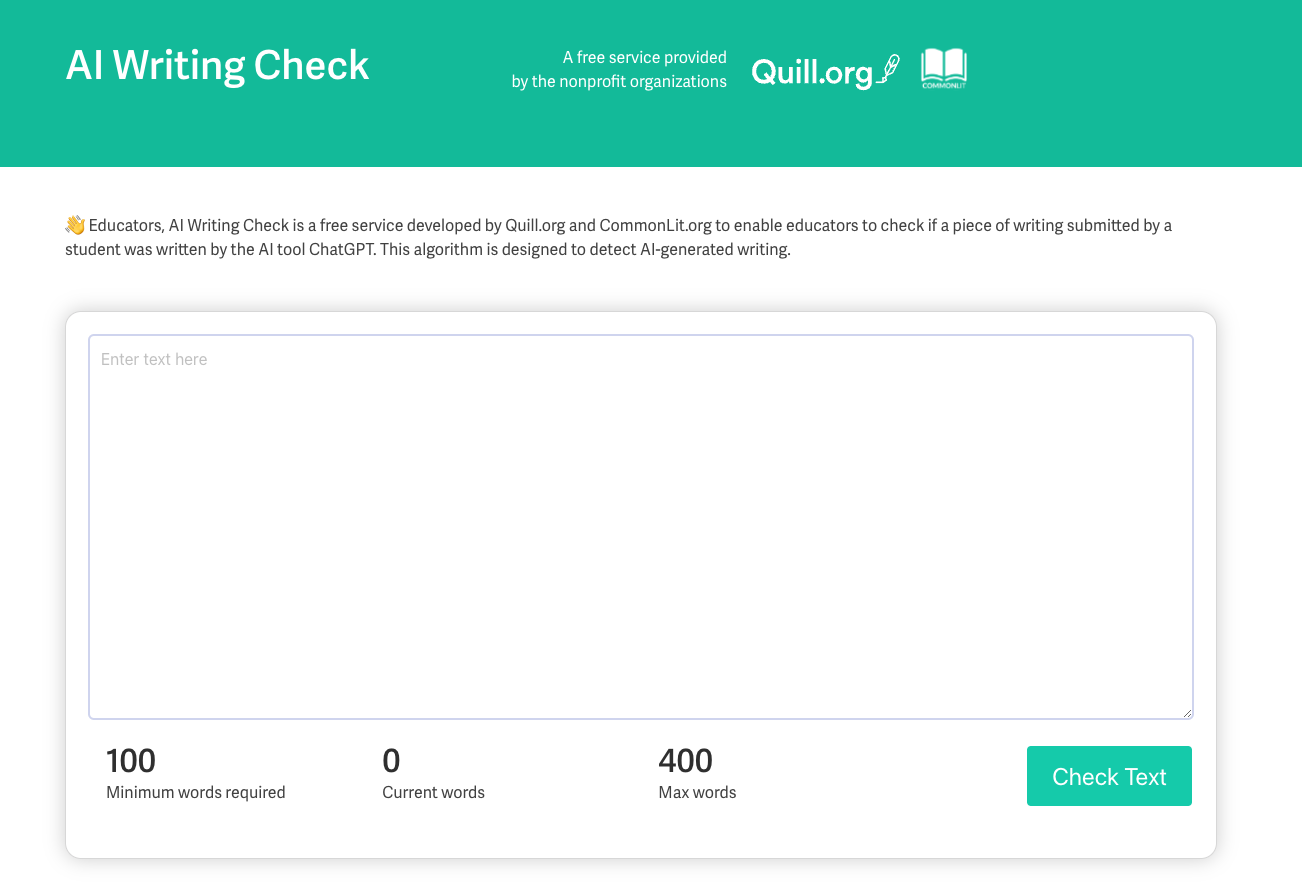 AI Writing Check
A free service provided
by the nonprofit organizations
Quill.org
COMMONLIT
👋 Educators, AI Writing Check is a free service developed by Quill.org and CommonLit.org to enable educators to check if a piece of writing submitted by a
student was written by the AI tool ChatGPT. This algorithm is designed to detect AI-generated writing.
Enter text here
100
Minimum words required
0
Current words
400
Max words
Check Text